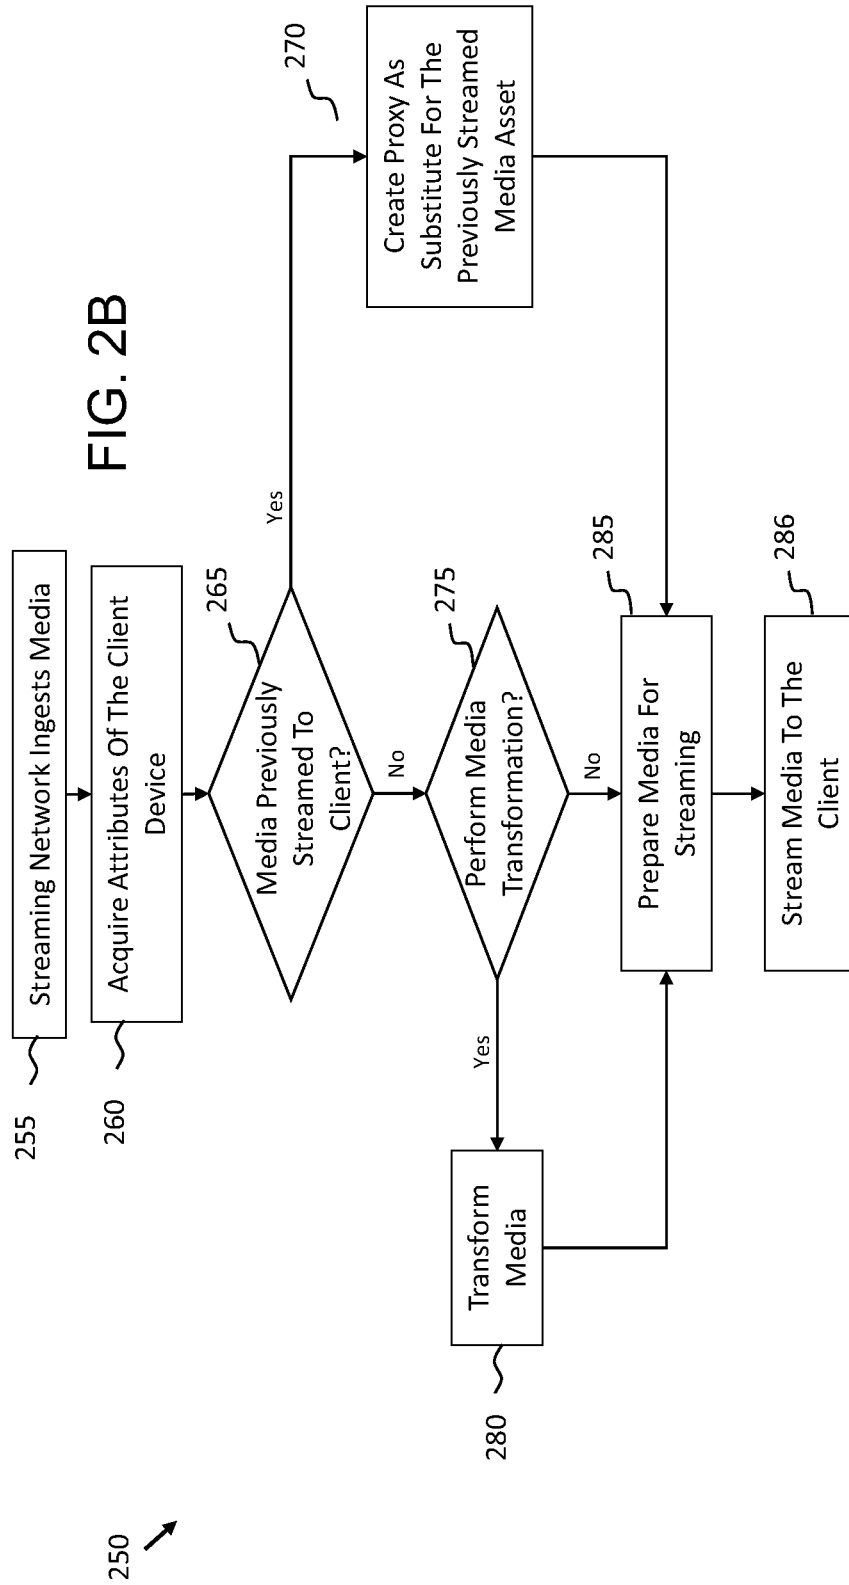 FIG. 2B
250
255
Streaming Network Ingests Media
260
Acquire Attributes Of The Client
Device
265
Media Previously
Streamed To
Client?
Yes
No
270
Create Proxy As
Substitute For The
Previously Streamed
Media Asset
275
Perform Media
Transformation?
Yes
No
280
Transform
Media
285
Prepare Media For
Streaming
286
Stream Media To The
Client